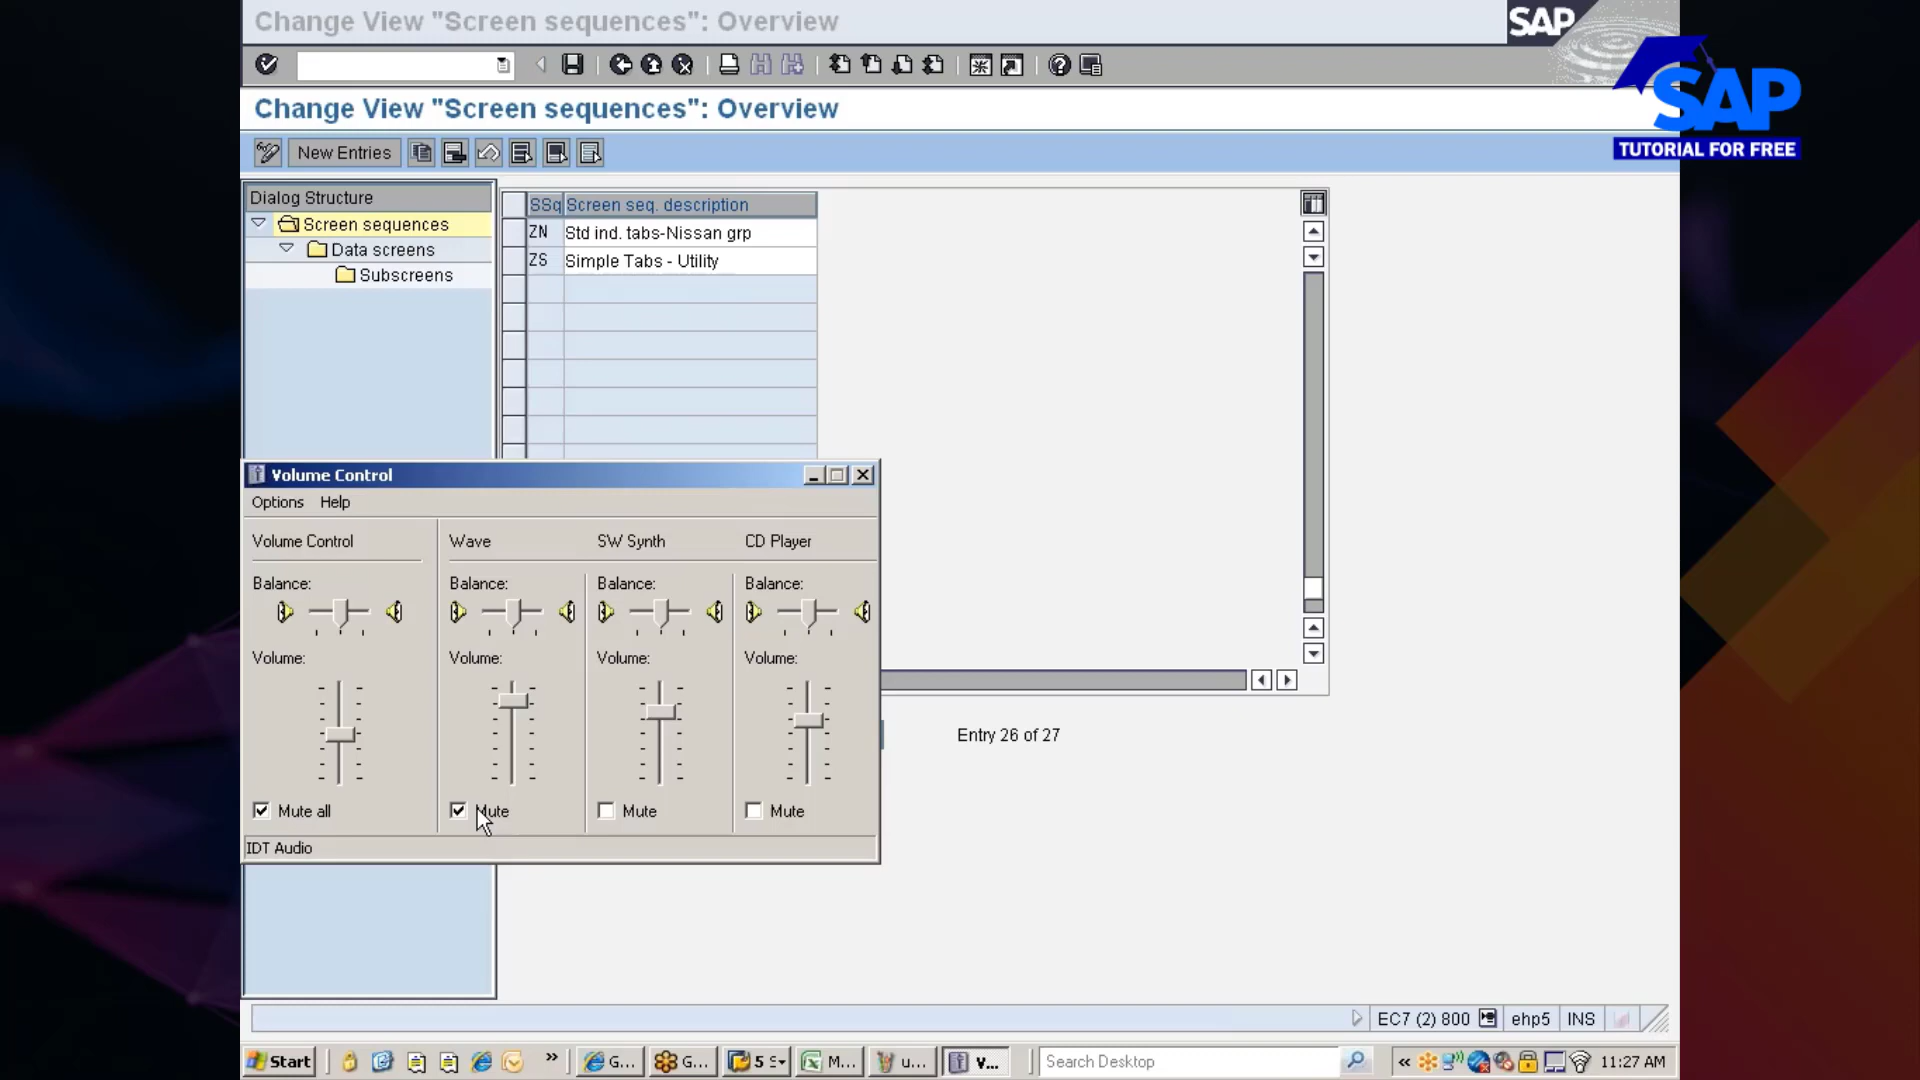 Change View "Screen sequences": Overview
SAP
SAP
TUTORIAL FOR FREE
Change View "Screen sequences": Overview
New Entries
Dialog Structure
Screen sequences
Data screens
Subscreens
SSq Screen seq. description
ZN Std ind. tabs-Nissan grp
ZS Simple Tabs - Utility
Volume Control
Options Help
Volume Control Wave SW Synth CD Player
Balance: Balance: Balance: Balance:
Volume: Volume: Volume: Volume:
Mute all Mute Mute Mute
IDT Audio
Entry 26 of 27
EC7 (2) 800 ehp5 INS
Start G... G... 5 S M... u... V... Search Desktop 11:27 AM